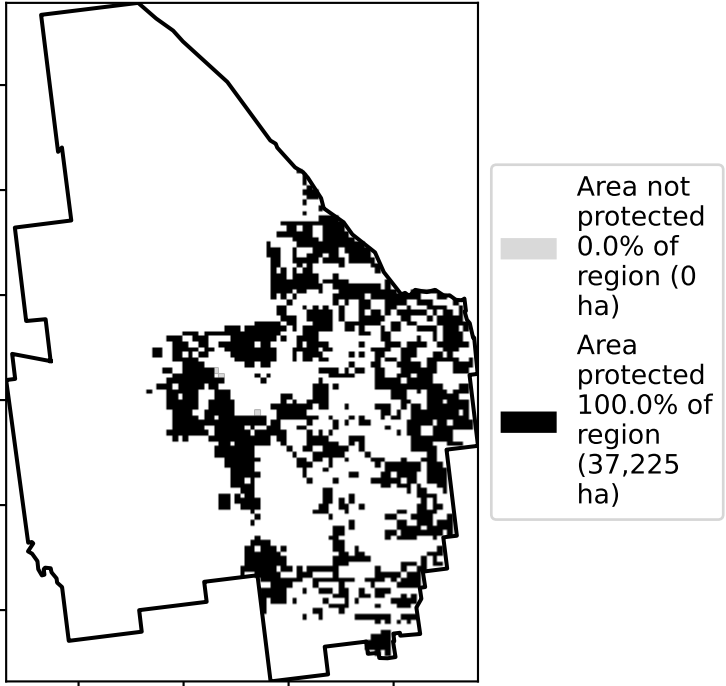 Area not
protected
0.0% of
region (0
ha)
Area
protected
100.0% of
region
(37,225
ha)